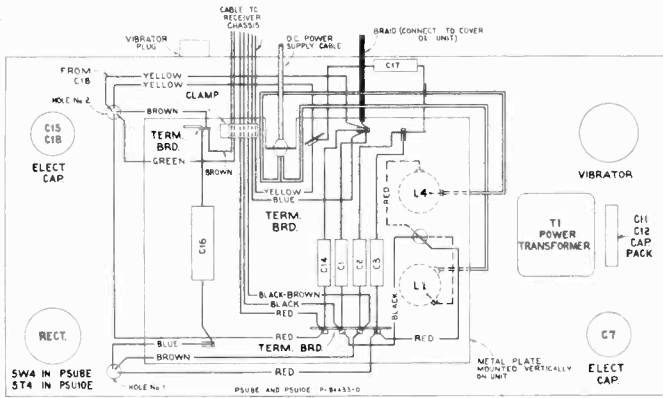 CABLE TO
RECEIVER
CHASSIS
VIBRATOR
PLUG
D.C. POWER
SUPPLY CABLE
BRAID (CONNECT TO COVER
OF UNIT)
C17
FROM
C18
YELLOW
YELLOW
CLAMP
HOLE No 2
BROWN
C15
C18
TERM.
BRD.
GREEN
BROWN
ELECT
CAP.
VIBRATOR
YELLOW
BLUE
RED
L4
TERM.
BRD.
T1
POWER
TRANSFORMER
C11
C12
CAP
PACK
C16
C14
C1
C2
C3
L1
BLACK-BROWN
BLACK
RED
BLACK
RECT.
RED
RED
C7
BLUE
TERM. BRD.
BROWN
RED
METAL PLATE
MOUNTED VERTICALLY
ON UNIT
ELECT
CAP.
5W4 IN PSU8E
5T4 IN PSU10E
HOLE No 1
PSU8E AND PSU10E P-84433-0